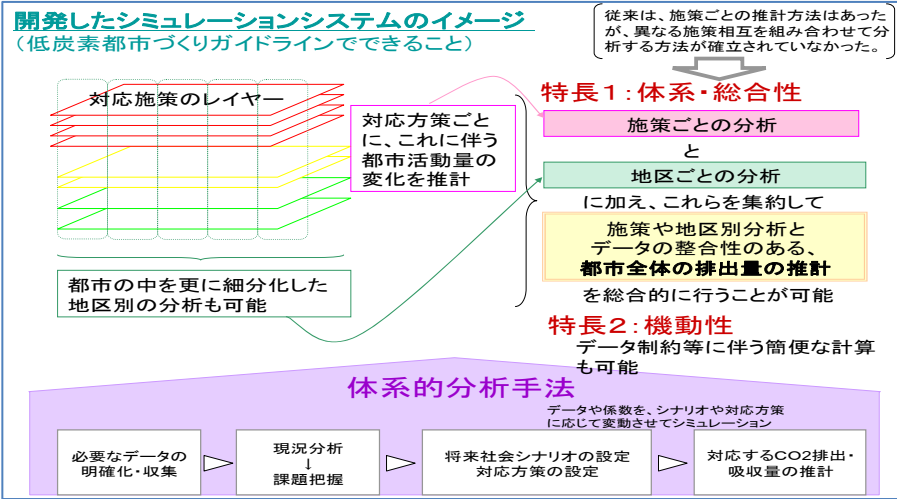 開発したシミュレーションシステムのイメージ
(低炭素都市づくりガイドラインでできること)
従来は、施策ごとの推計方法はあった
が、異なる施策相互を組み合わせて分
析する方法が確立されていなかった。
対応施策のレイヤー
対応方策ごと
に、これに伴う
都市活動量の
変化を推計
都市の中を更に細分化した
地区別の分析も可能
特長1:体系・総合性
施策ごとの分析
と
地区ごとの分析
に加え、これらを集約して
施策や地区別分析と
データの整合性のある、
都市全体の排出量の推計
を総合的に行うことが可能
特長2:機動性
データ制約等に伴う簡便な計算
も可能
体系的分析手法
データや係数を、シナリオや対応方策
に応じて変動させてシミュレーション
必要なデータの
明確化・収集
現況分析
↓
課題把握
将来社会シナリオの設定
対応方策の設定
対応するCO2排出・
吸収量の推計